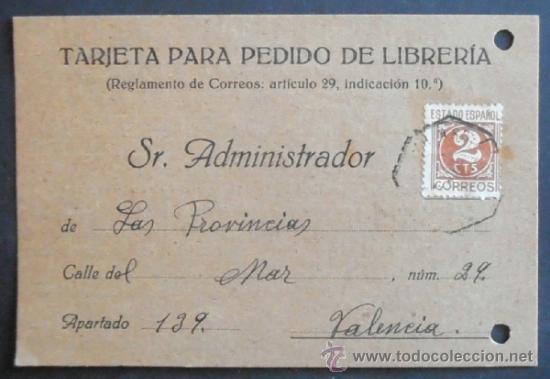 TARJETA PARA PEDIDO DE LIBRERÍA
(Reglamento de Correos: artículo 29, indicación 10.ª)
ESTADO ESPAÑOL
2
CTS
CORREOS
Sr. Administrador
de Las Provincias
Calle del Mar, núm. 29.
Apartado 139. Valencia.
www.todocoleccion.net